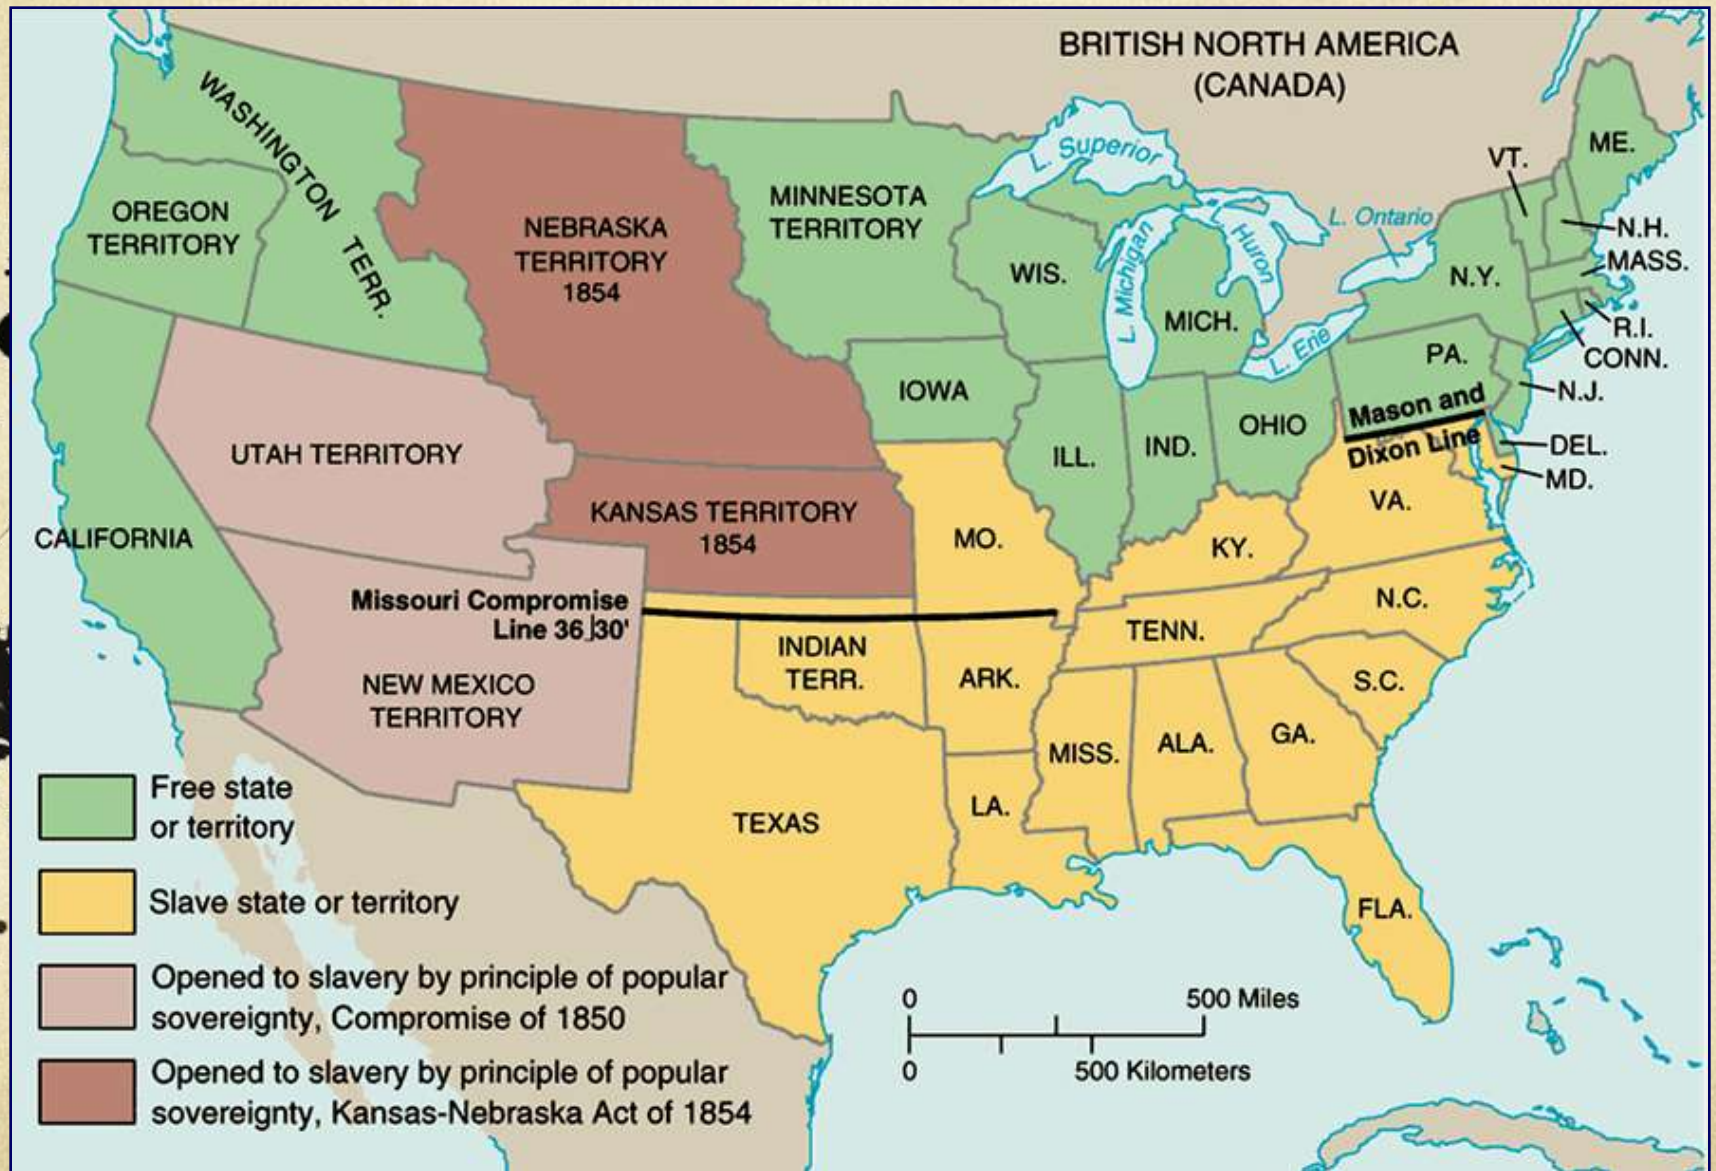 BRITISH NORTH AMERICA
(CANADA)
WASHINGTON TERR.
OREGON
TERRITORY
NEBRASKA
TERRITORY
1854
MINNESOTA
TERRITORY
L. Superior
L. Michigan
Huron
L. Ontario
L. Erie
VT.
ME.
N.H.
MASS.
N.Y.
R.I.
CONN.
WIS.
MICH.
PA.
N.J.
IOWA
Mason and
Dixon Line
OHIO
DEL.
MD.
UTAH TERRITORY
ILL.
IND.
VA.
KANSAS TERRITORY
1854
CALIFORNIA
MO.
KY.
Missouri Compromise
Line 36⌡30'
N.C.
TENN.
INDIAN
TERR.
ARK.
S.C.
NEW MEXICO
TERRITORY
MISS.
ALA.
GA.
LA.
TEXAS
FLA.
Free state
or territory
Slave state or territory
Opened to slavery by principle of popular
sovereignty, Compromise of 1850
Opened to slavery by principle of popular
sovereignty, Kansas-Nebraska Act of 1854
0 500 Miles
0 500 Kilometers